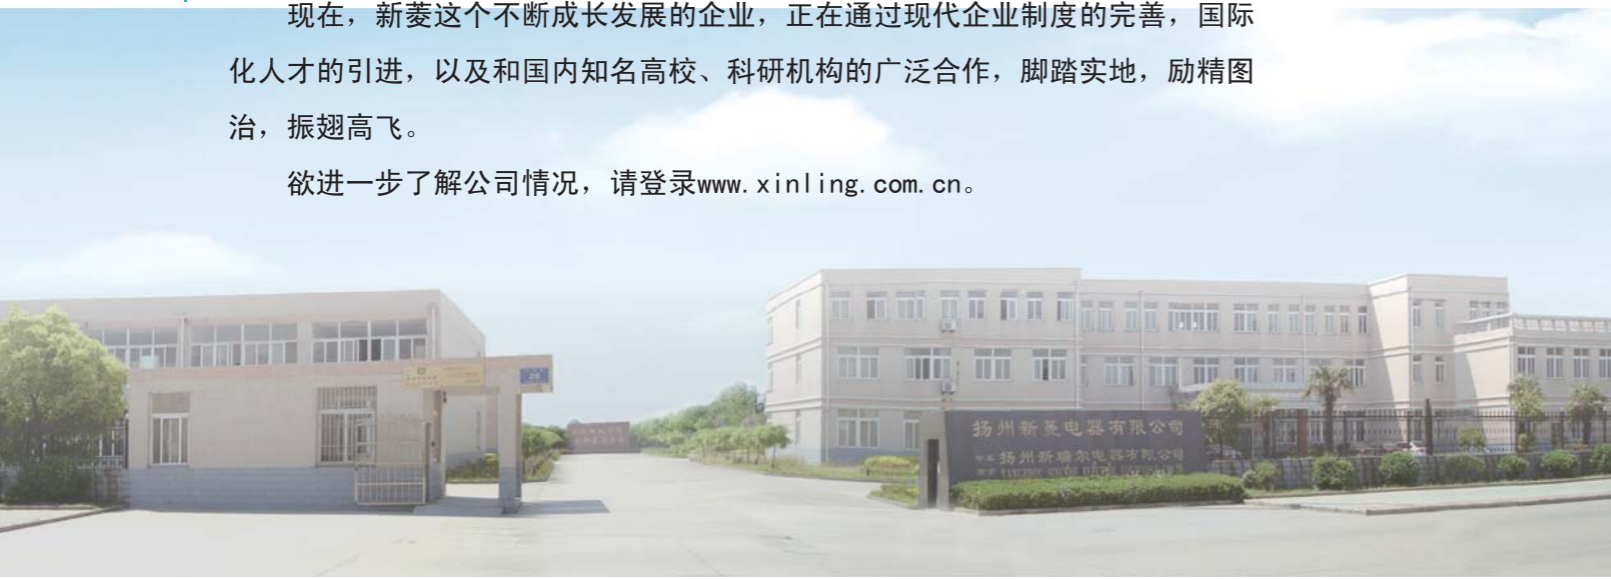 现在，新菱这个不断成长发展的企业，正在通过现代企业制度的完善，国际
化人才的引进，以及和国内知名高校、科研机构的广泛合作，脚踏实地，励精图
治，振翅高飞。
欲进一步了解公司情况，请登录www.xinling.com.cn。
扬州新菱电器有限公司
扬州新瑞尔电器有限公司